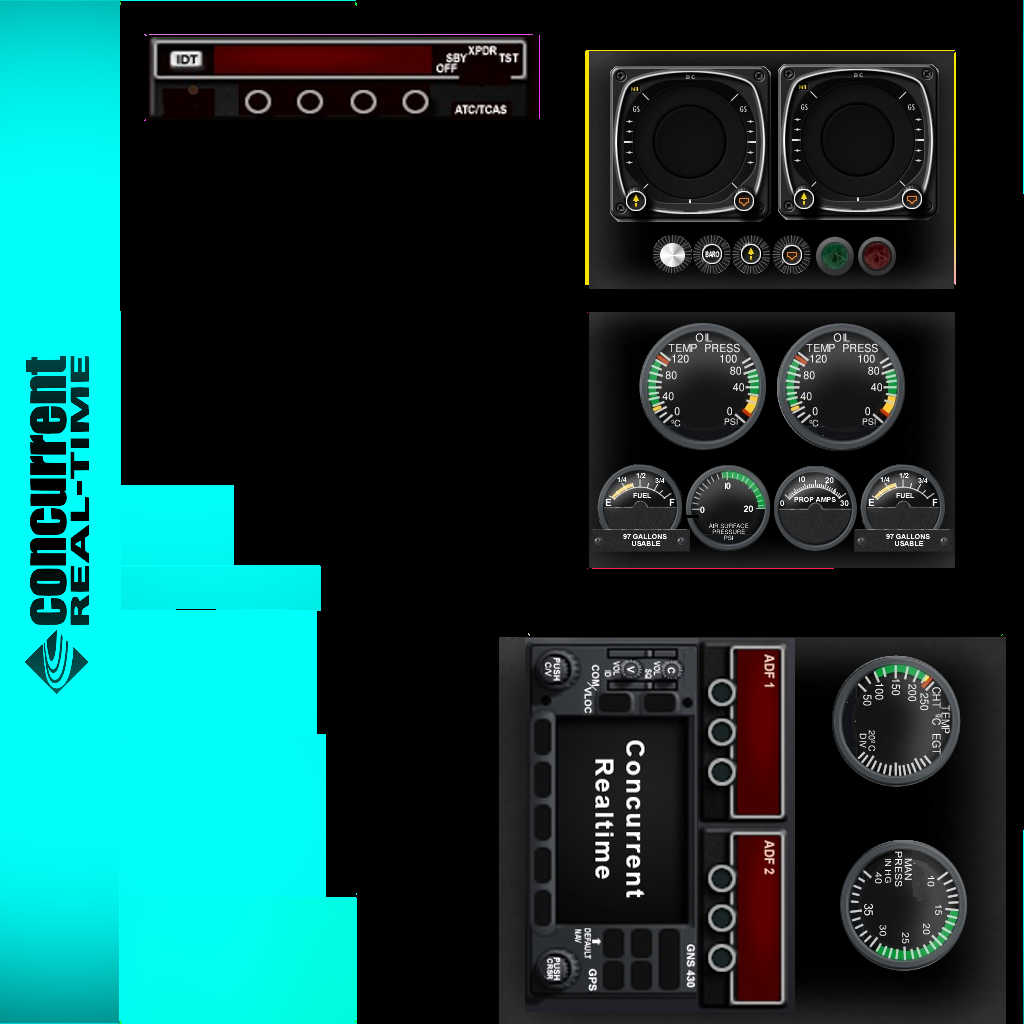 concurrent
REAL-TIME
IDT
XPDR
SBY TST
OFF
ATC/TCAS
DC
GS GS
DC
GS GS
BARO
OIL
TEMP PRESS
120 100
80 80
40 40
0 0
°C PSI
OIL
TEMP PRESS
120 100
80 80
40 40
0 0
°C PSI
1/4 1/2 3/4
E FUEL F
97 GALLONS
USABLE
10
0 20
AIR SURFACE
PRESSURE
PSI
10 20
0 PROP AMPS 30
1/4 1/2 3/4
E FUEL F
97 GALLONS
USABLE
PUSH
C/V
COM/
VLOC
VOL
ID
V
VOL
SQ
C
Concurrent
Realtime
DEFAULT
NAV
PUSH
CRSR
GPS
GNS 430
ADF 1
ADF 2
TEMP
CHT °C EGT
50 100 150 200 250
20°C
DIV
MAN
PRESS
IN HG
10 15 20 25 30 35 40